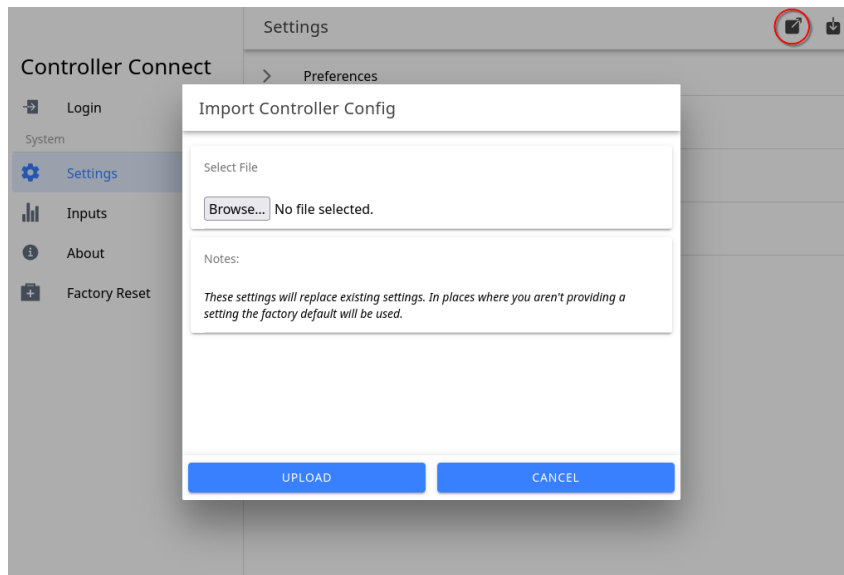 Settings
Controller Connect
Preferences
Login
System
Settings
Inputs
About
Factory Reset
Import Controller Config
Select File
Browse... No file selected.
Notes:
These settings will replace existing settings. In places where you aren't providing a
setting the factory default will be used.
UPLOAD
CANCEL